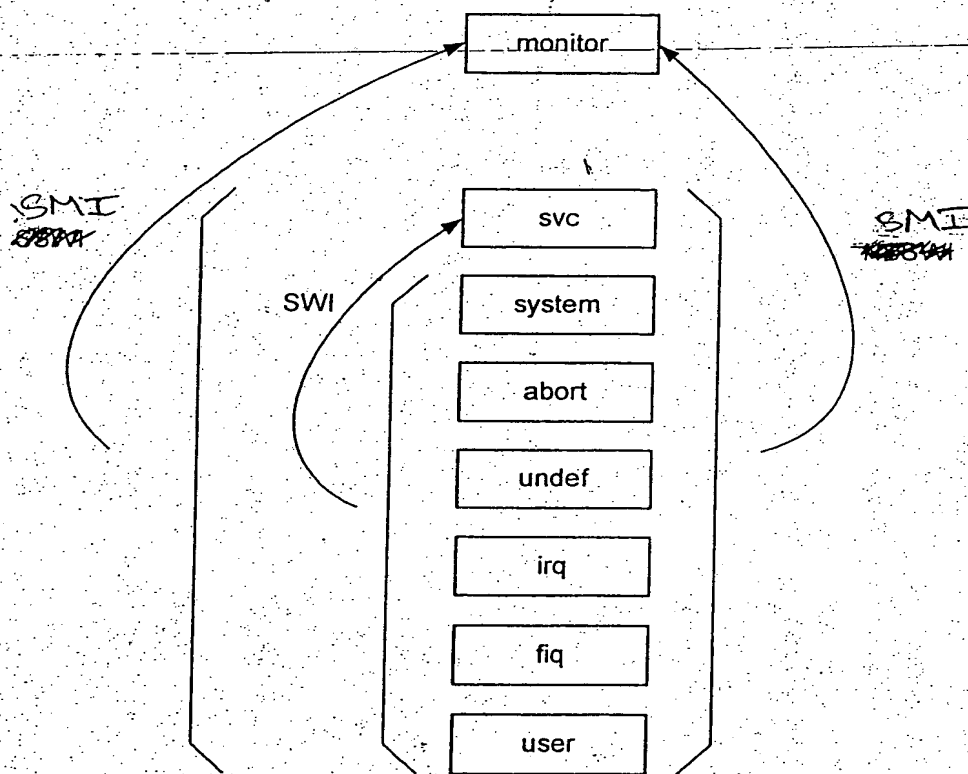 monitor
SMI
svc
SMI
SWI
system
abort
undef
irq
fiq
user